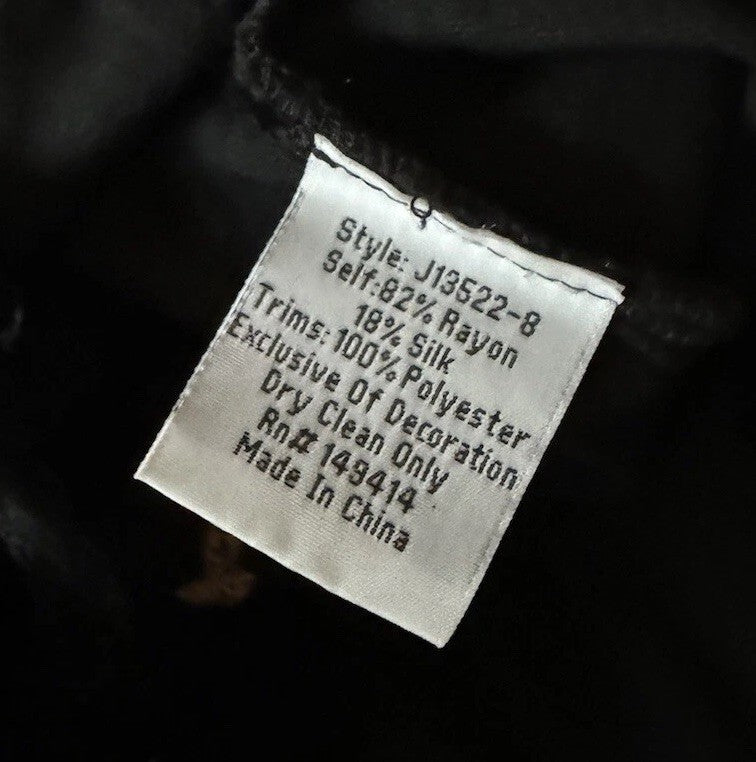 Style: J13522-8
Self:82% Rayon
18% Silk
Trims: 100% Polyester
Exclusive Of Decoration
Dry Clean Only
Rn# 149414
Made In China